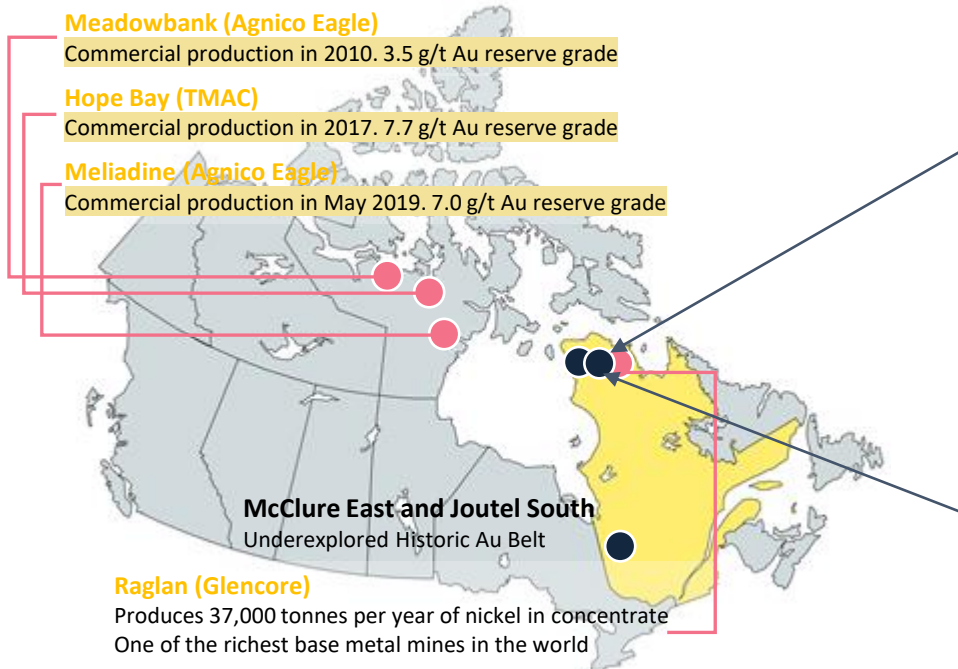 Meadowbank (Agnico Eagle)
Commercial production in 2010. 3.5 g/t Au reserve grade
Hope Bay (TMAC)
Commercial production in 2017. 7.7 g/t Au reserve grade
Meliadine (Agnico Eagle)
Commercial production in May 2019. 7.0 g/t Au reserve grade
McClure East and Joutel South
Underexplored Historic Au Belt
Raglan (Glencore)
Produces 37,000 tonnes per year of nickel in concentrate
One of the richest base metal mines in the world